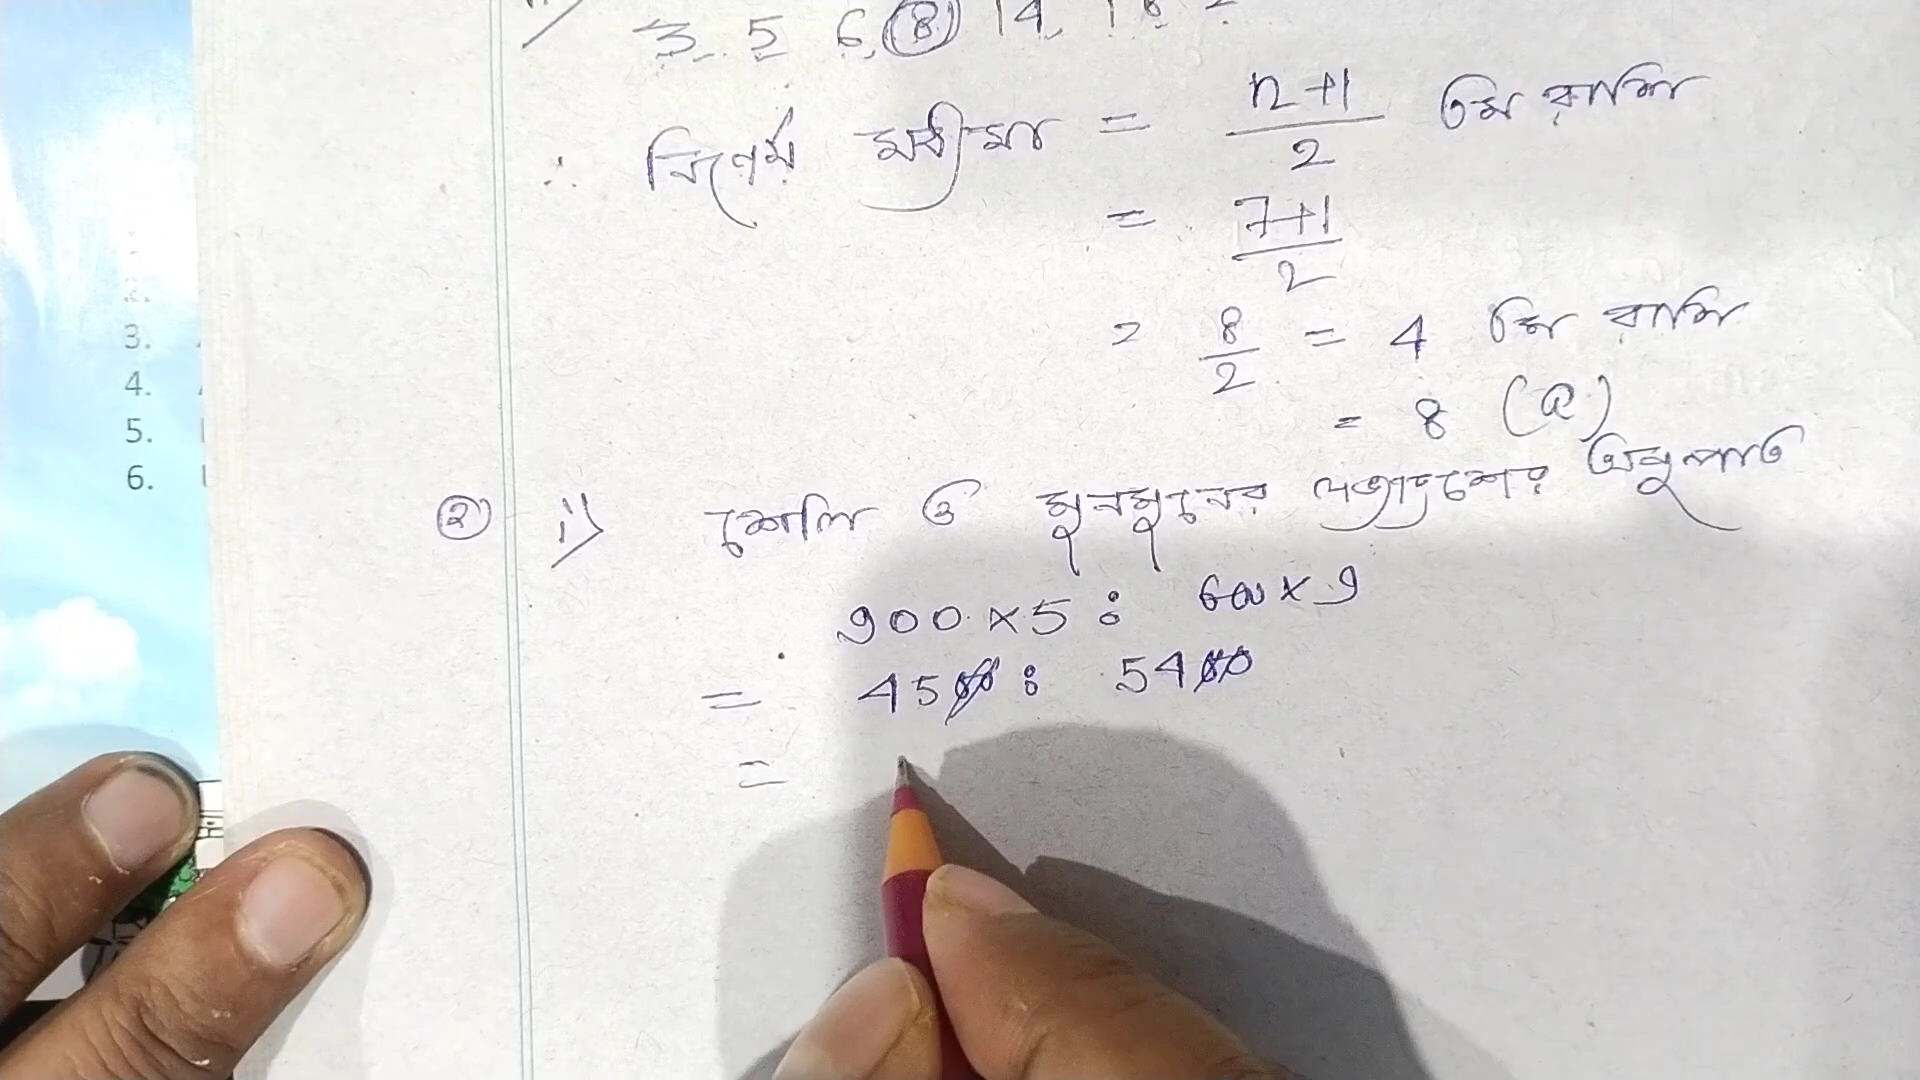 3, 5 6, 8 14,
∴ নির্ণেয় মধ্যমা = n+1/2 তম রাশি
= 7+1/2
= 8/2 = 4 তম রাশি
= 8 (a)
২ i) শেলি ও মুনমুনের লভ্যাংশের অনুপাত
900 × 5 : 600 × 9
= 4500 : 5400
=
3.
4.
5.
6.